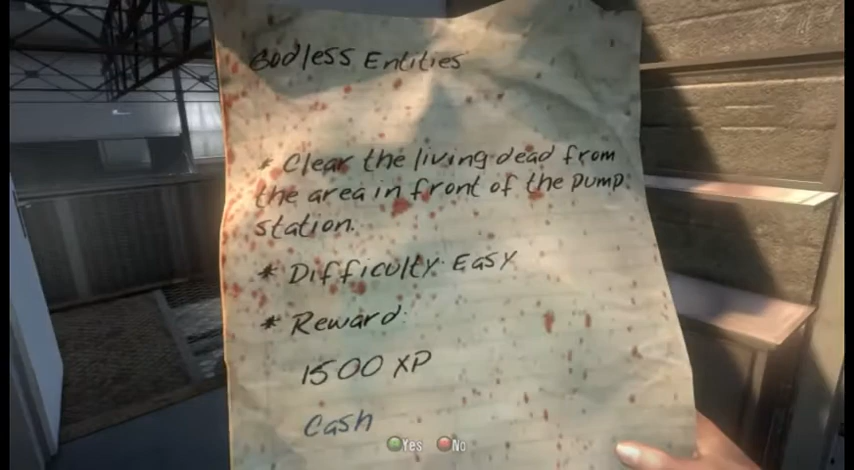 Godless Entities
* Clear the living dead from
the area in front of the pump
station.
* Difficulty: Easy
* Reward:
1500 XP
Cash
Yes No